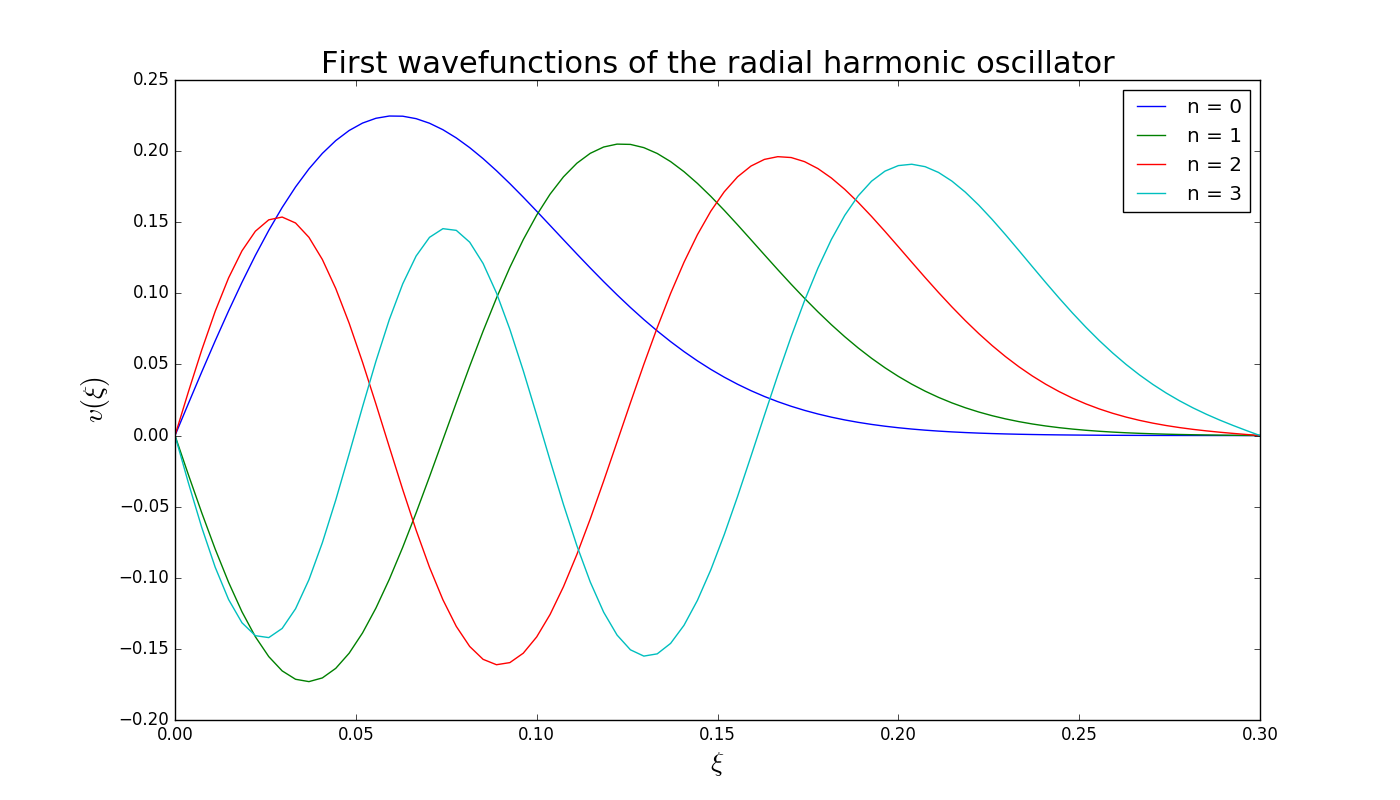 First wavefunctions of the radial harmonic oscillator
0.25
0.20
0.15
0.10
0.05
0.00
−0.05
−0.10
−0.15
−0.20
v(ξ)
n = 0
n = 1
n = 2
n = 3
0.00 0.05 0.10 0.15 0.20 0.25 0.30
ξ